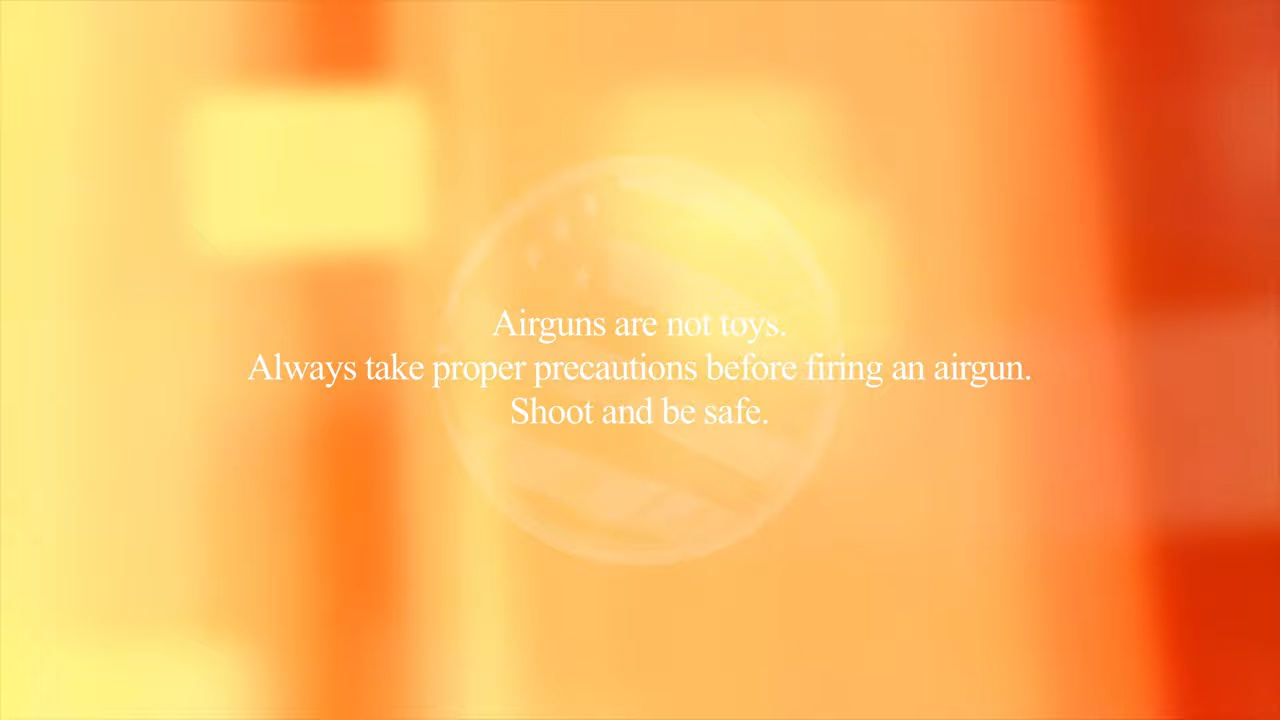 Airguns are not toys.
Always take proper precautions before firing an airgun.
Shoot and be safe.